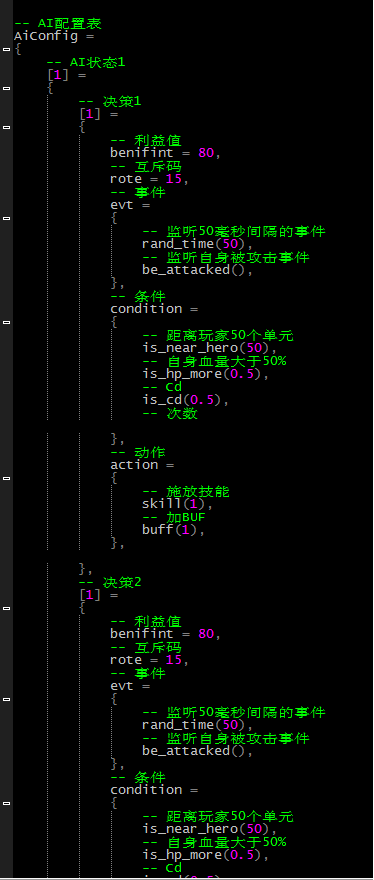 -- AI配置表
AiConfig =
{
-- AI状态1
[1] =
{
-- 决策1
[1] =
{
-- 利益值
benifint = 80,
-- 互斥码
rote = 15,
-- 事件
evt =
{
-- 监听50毫秒间隔的事件
rand_time(50),
-- 监听自身被攻击事件
be_attacked(),
},
-- 条件
condition =
{
-- 距离玩家50个单元
is_near_hero(50),
-- 自身血量大于50%
is_hp_more(0.5),
-- Cd
is_cd(0.5),
-- 次数
},
-- 动作
action =
{
-- 施放技能
skill(1),
-- 加BUF
buff(1),
},
},
-- 决策2
[1] =
{
-- 利益值
benifint = 80,
-- 互斥码
rote = 15,
-- 事件
evt =
{
-- 监听50毫秒间隔的事件
rand_time(50),
-- 监听自身被攻击事件
be_attacked(),
},
-- 条件
condition =
{
-- 距离玩家50个单元
is_near_hero(50),
-- 自身血量大于50%
is_hp_more(0.5),
-- Cd